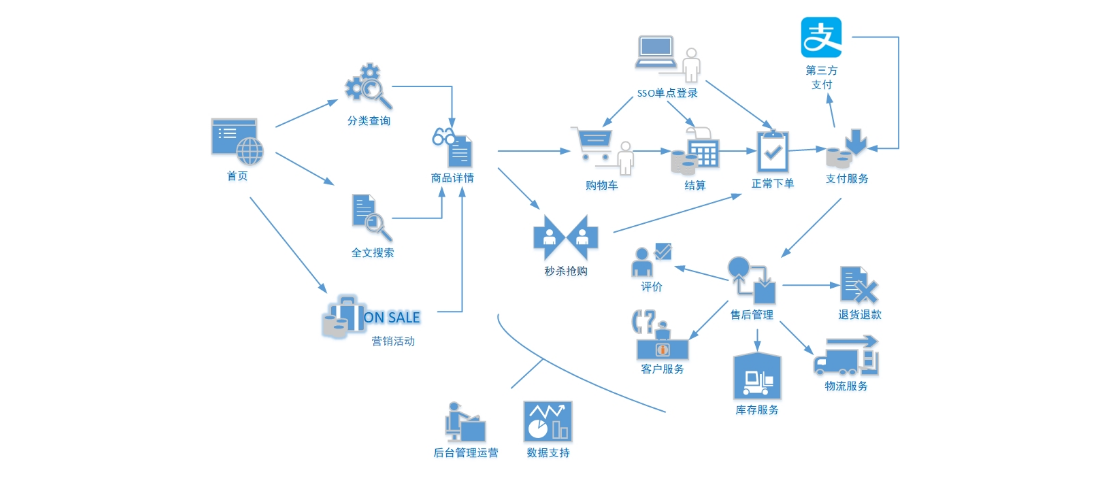 支
第三方
支付
SSO单点登录
分类查询
首页
商品详情
购物车
结算
正常下单
支付服务
全文搜索
秒杀抢购
评价
ON SALE
营销活动
售后管理
退货退款
客户服务
库存服务
物流服务
后台管理运营
数据支持